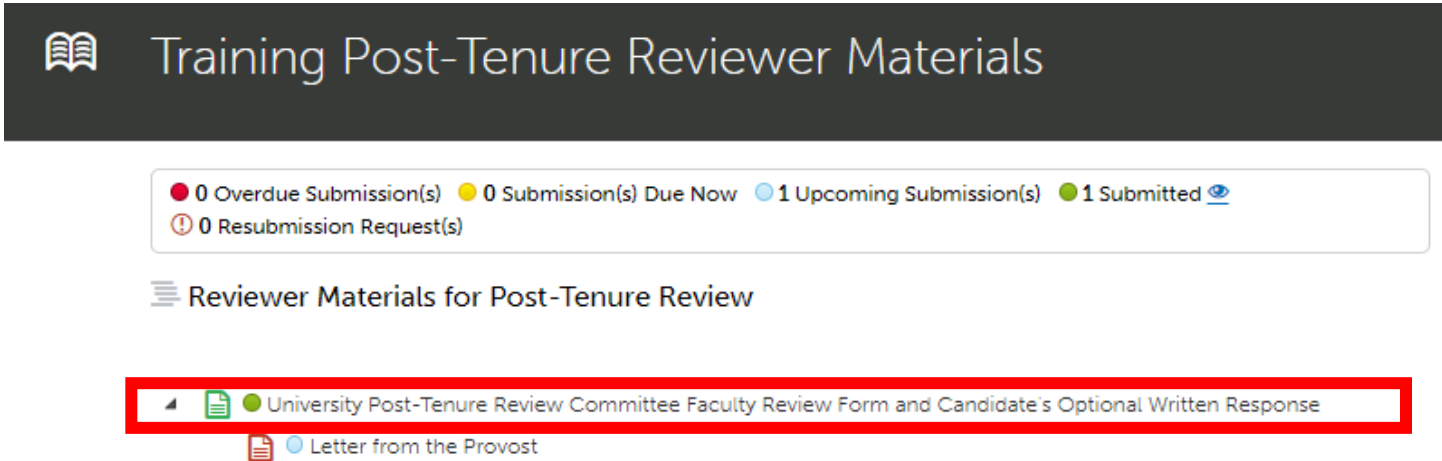 Training Post-Tenure Reviewer Materials
0 Overdue Submission(s) 0 Submission(s) Due Now 1 Upcoming Submission(s) 1 Submitted
0 Resubmission Request(s)
Reviewer Materials for Post-Tenure Review
University Post-Tenure Review Committee Faculty Review Form and Candidate's Optional Written Response
Letter from the Provost